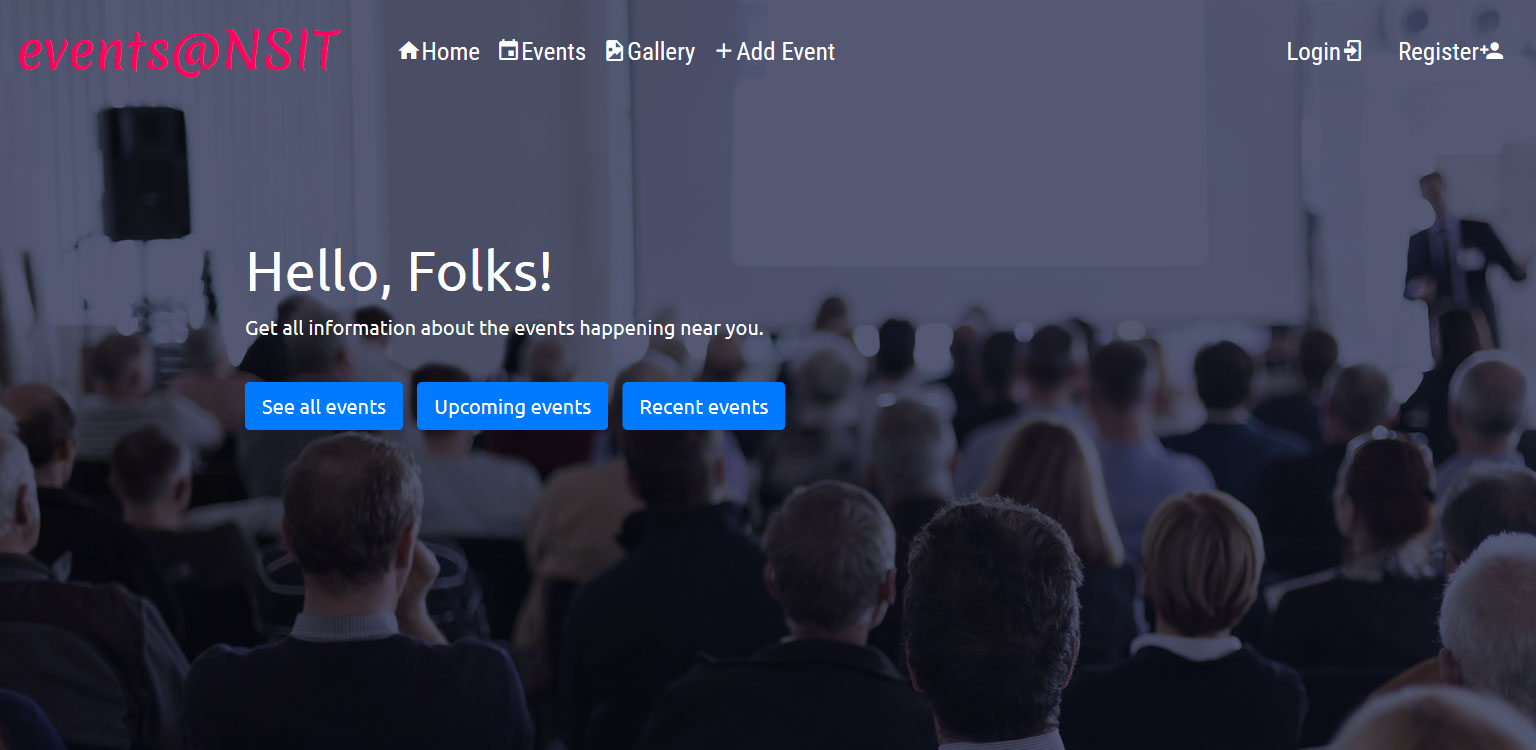 events@NSIT
Home Events Gallery Add Event Login Register
Hello, Folks!
Get all information about the events happening near you.
See all events Upcoming events Recent events